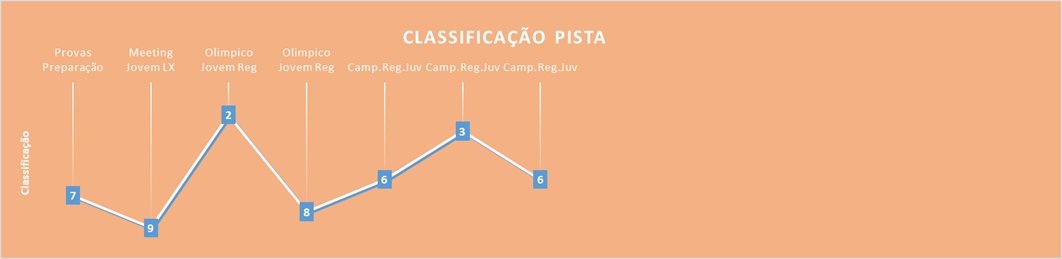 CLASSIFICAÇÃO PISTA
Provas
Preparação
Meeting
Jovem LX
Olimpico
Jovem Reg
Olimpico
Jovem Reg
Camp.Reg.Juv
Camp.Reg.Juv
Camp.Reg.Juv
Classificação
7
9
2
8
6
3
6